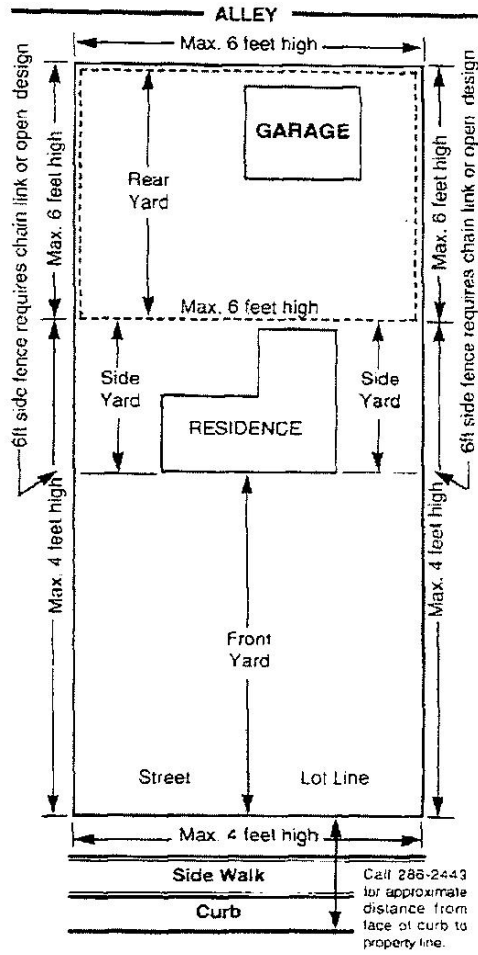 ALLEY
Max. 6 feet high
6ft side fence requires chain link or open design
Max. 6 feet high
GARAGE
Rear
Yard
Max. 6 feet high
6ft side fence requires chain link or open design
Max. 6 feet high
Side
Yard
RESIDENCE
Side
Yard
Max. 4 feet high
Max. 4 feet high
Front
Yard
Street
Lot Line
Max. 4 feet high
Side Walk
Curb
Call 286-2443
for approximate
distance from
face of curb to
property line.